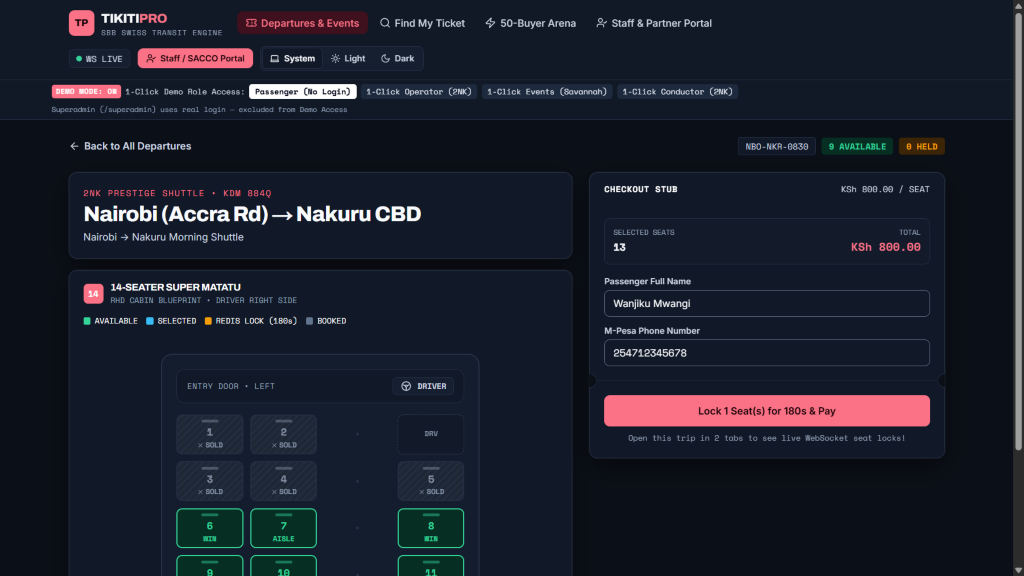 TP TIKITIPRO
SBB SWISS TRANSIT ENGINE
Departures & Events Find My Ticket 50-Buyer Arena Staff & Partner Portal
WS LIVE Staff / SACCO Portal System Light Dark
DEMO MODE: ON 1-Click Demo Role Access: Passenger (No Login) 1-Click Operator (2NK) 1-Click Events (Savannah) 1-Click Conductor (2NK)
Superadmin (/superadmin) uses real login — excluded from Demo Access
← Back to All Departures
NBO-NKR-0830 9 AVAILABLE 0 HELD
2NK PRESTIGE SHUTTLE • KDM 884Q
Nairobi (Accra Rd) → Nakuru CBD
Nairobi → Nakuru Morning Shuttle
14 14-SEATER SUPER MATATU
RHD CABIN BLUEPRINT • DRIVER RIGHT SIDE
AVAILABLE SELECTED REDIS LOCK (180s) BOOKED
ENTRY DOOR • LEFT DRIVER
1 2 DRV
× SOLD × SOLD
3 4 5
× SOLD × SOLD × SOLD
6 7 8
WIN AISLE WIN
9 10 11
CHECKOUT STUB KSh 800.00 / SEAT
SELECTED SEATS TOTAL
13 KSh 800.00
Passenger Full Name
Wanjiku Mwangi
M-Pesa Phone Number
254712345678
Lock 1 Seat(s) for 180s & Pay
Open this trip in 2 tabs to see live WebSocket seat locks!